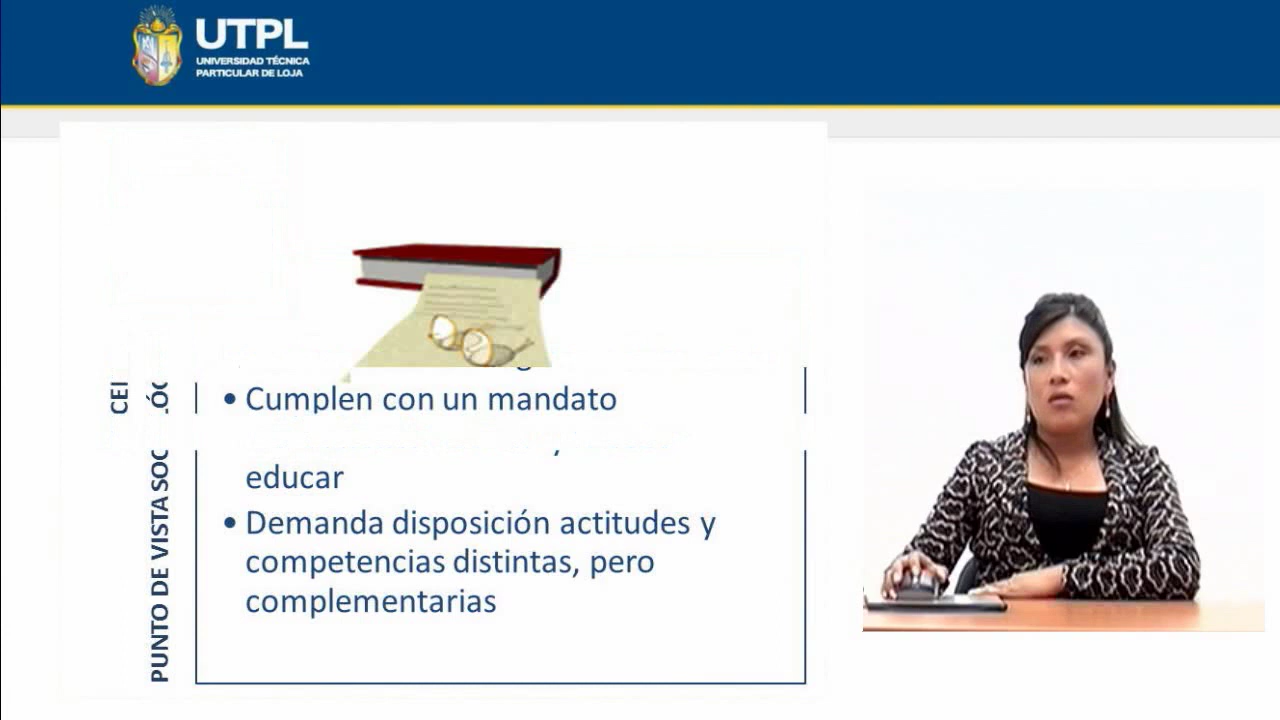 UTPL
UNIVERSIDAD TÉCNICA
PARTICULAR DE LOJA
• Cumplen con un mandato
educar
• Demanda disposición actitudes y
competencias distintas, pero
complementarias
PUNTO DE VISTA